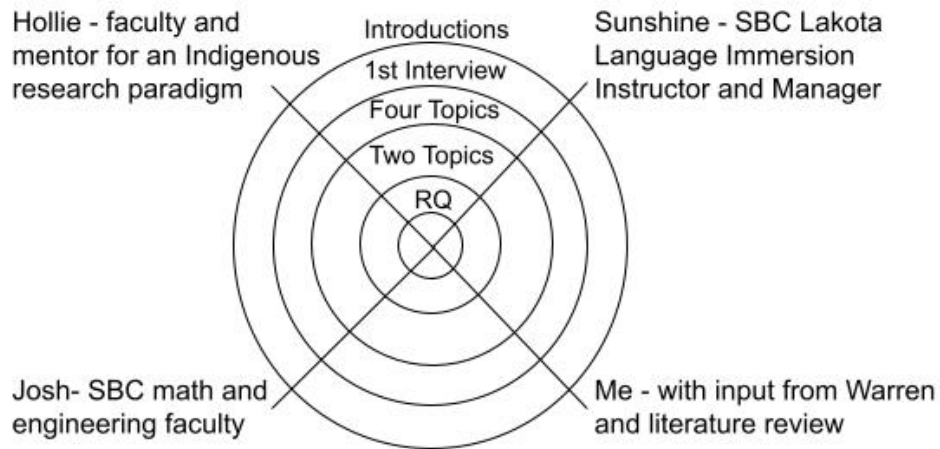 Hollie - faculty and
mentor for an Indigenous
research paradigm
Introductions
1st Interview
Four Topics
Two Topics
RQ
Sunshine - SBC Lakota
Language Immersion
Instructor and Manager
Josh- SBC math and
engineering faculty
Me - with input from Warren
and literature review